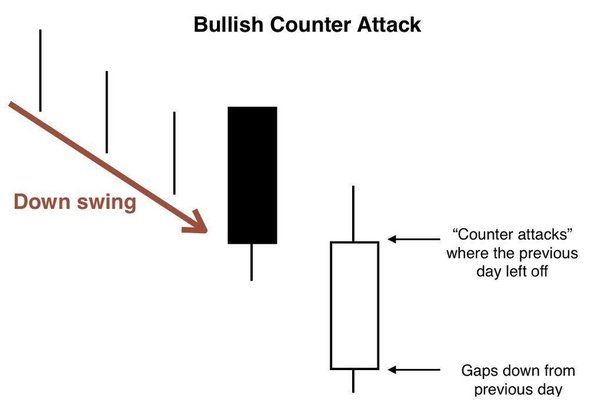 Bullish Counter Attack
Down swing
“Counter attacks”
where the previous
day left off
Gaps down from
previous day